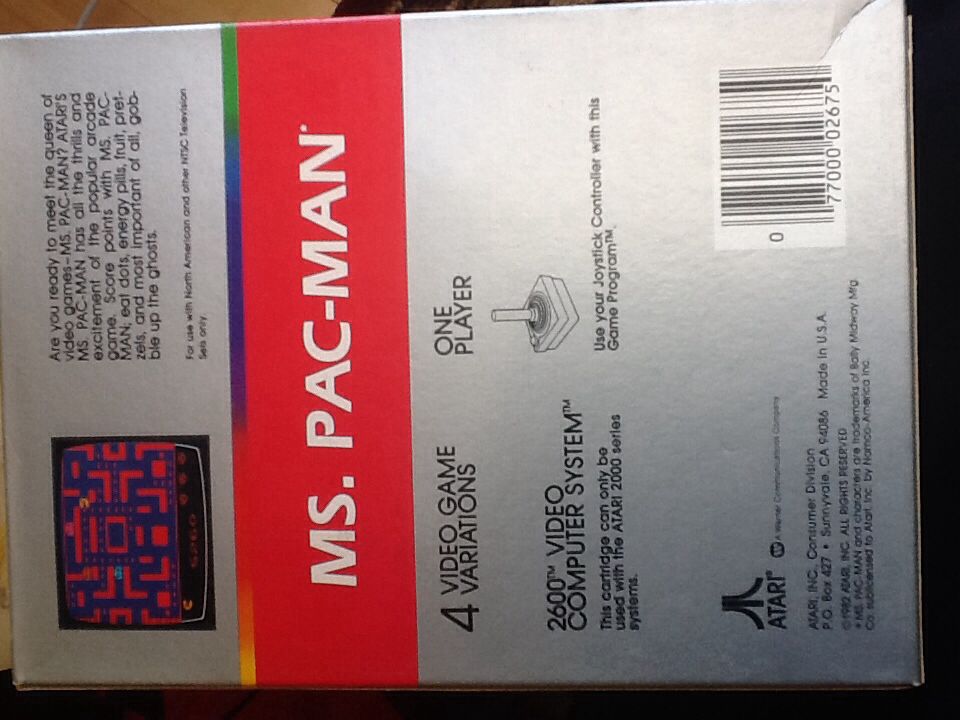 Are you ready to meet the queen of
video games–MS. PAC-MAN? ATARI'S
MS. PAC-MAN has all the thrills and
excitement of the popular arcade
game. Score points with MS. PAC-
MAN; eat dots, energy pills, fruit, pret-
zels, and most important of all, gob-
ble up the ghosts.
For use with North American and other NTSC Television
Sets only.
MS. PAC-MAN*
4 VIDEO GAME
VARIATIONS
ONE
PLAYER
2600™ VIDEO
COMPUTER SYSTEM™
This cartridge can only be
used with the ATARI 2600 series
systems.
Use your Joystick Controller with this
Game Program™.
ATARI®
A Warner Communications Company
ATARI, INC., Consumer Division
P.O. Box 427 • Sunnyvale, CA 94086 Made in U.S.A.
© 1982 ATARI, INC. ALL RIGHTS RESERVED
* MS. PAC-MAN and characters are trademarks of Bally Midway Mfg.
Co. sublicensed to Atari, Inc. by Namco-America Inc.
0 77000 02675